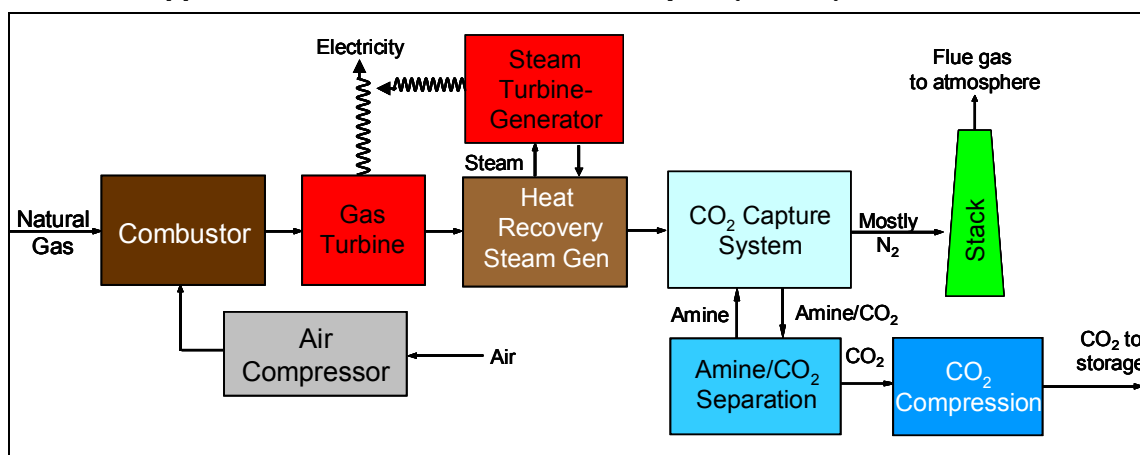 Electricity
Steam
Turbine-
Generator
Flue gas
to atmosphere
Steam
Natural
Gas
Combustor
Gas
Turbine
Heat
Recovery
Steam Gen
CO₂ Capture
System
Mostly
N₂
Stack
Amine
Amine/CO₂
Air
Compressor
Air
Amine/CO₂
Separation
CO₂
CO₂
Compression
CO₂ to
storage